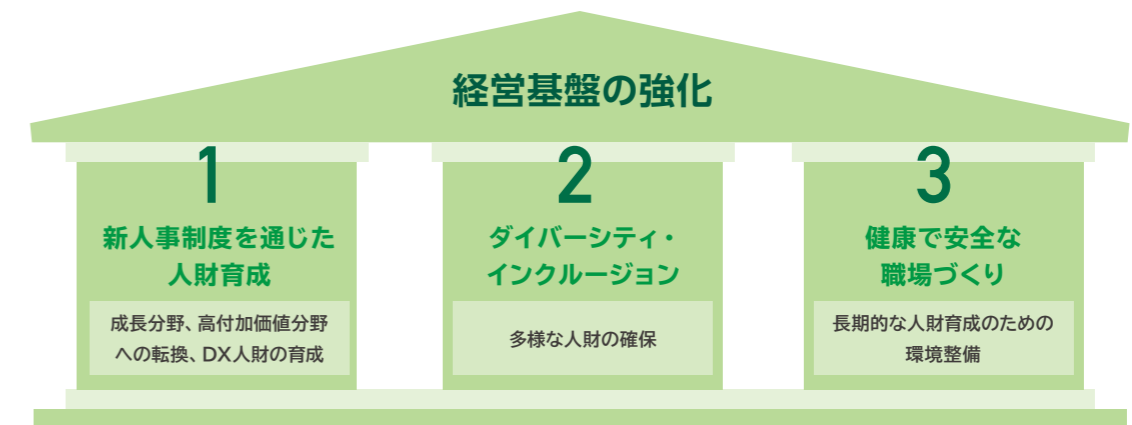 経営基盤の強化
1
新人事制度を通じた
人財育成
成長分野、高付加価値分野
への転換、DX人財の育成
2
ダイバーシティ・
インクルージョン
多様な人財の確保
3
健康で安全な
職場づくり
長期的な人財育成のための
環境整備